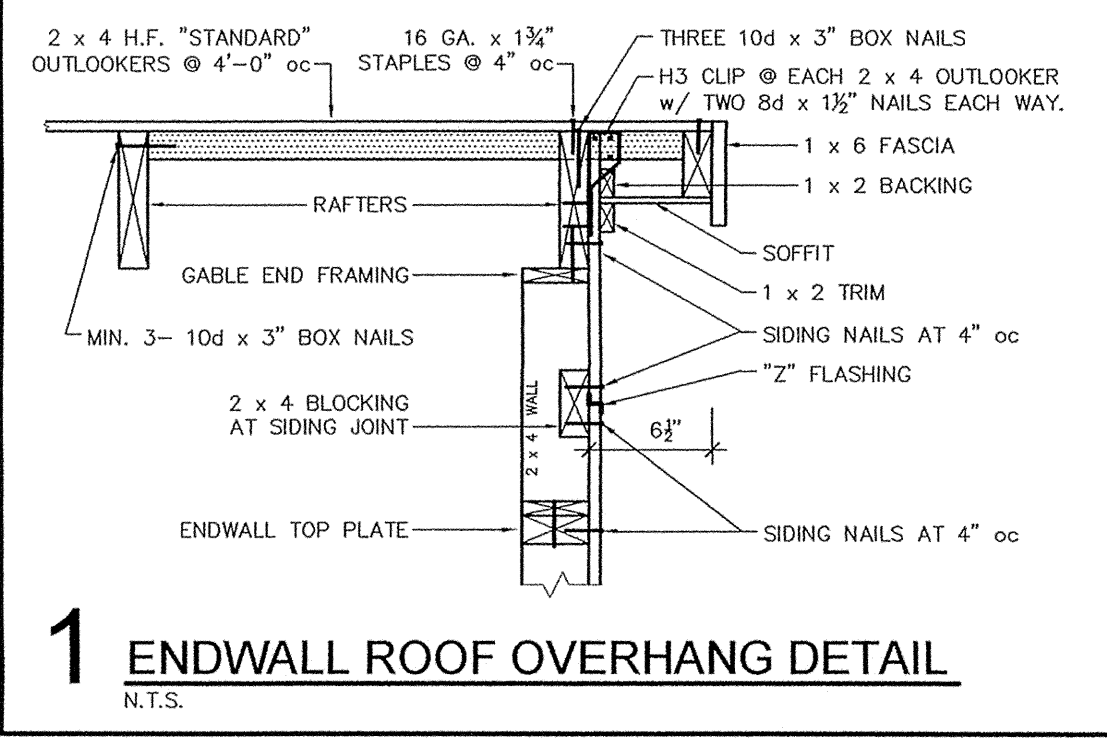 2 x 4 H.F. "STANDARD"
OUTLOOKERS @ 4'-0" oc
16 GA. x 1¾"
STAPLES @ 4" oc
THREE 10d x 3" BOX NAILS
H3 CLIP @ EACH 2 x 4 OUTLOOKER
w/ TWO 8d x 1½" NAILS EACH WAY.
1 x 6 FASCIA
1 x 2 BACKING
RAFTERS
SOFFIT
GABLE END FRAMING
1 x 2 TRIM
MIN. 3- 10d x 3" BOX NAILS
SIDING NAILS AT 4" oc
"Z" FLASHING
2 x 4 BLOCKING
AT SIDING JOINT
2 x 4 WALL
6½"
ENDWALL TOP PLATE
SIDING NAILS AT 4" oc
1 ENDWALL ROOF OVERHANG DETAIL
N.T.S.